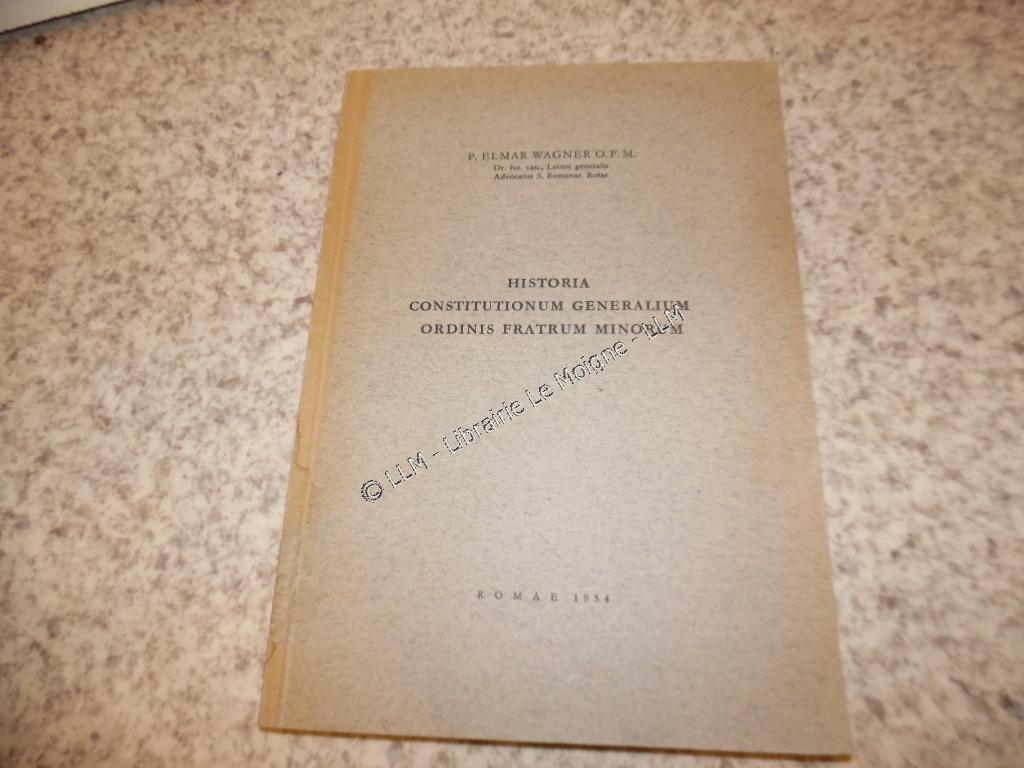 P. ELMAR WAGNER O. F. M.
Dr. iur. can., Lector generalis
Advocatus S. Romanae Rotae
HISTORIA
CONSTITUTIONUM GENERALIUM
ORDINIS FRATRUM MINORUM
© LLM - Librairie Le Moigne - LLM
ROMAE 1954